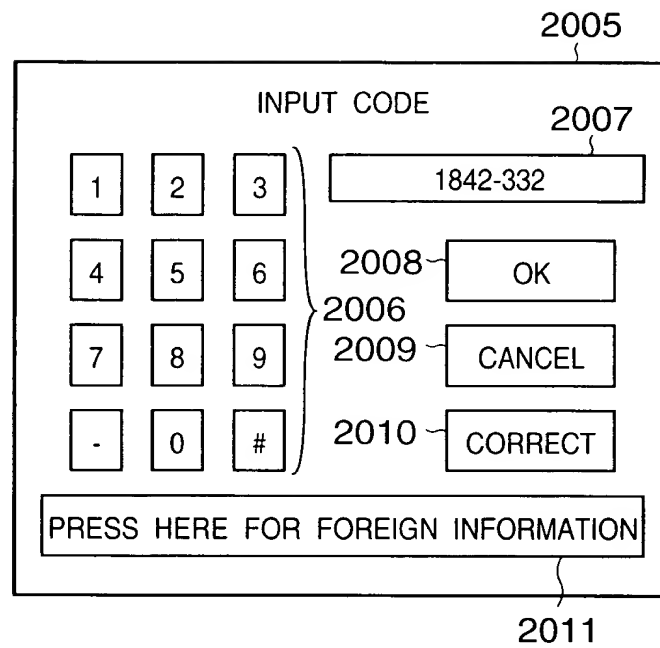 2005
INPUT CODE
2007
1 2 3
1842-332
4 5 6
2008
OK
2006
7 8 9
2009
CANCEL
- 0 #
2010
CORRECT
PRESS HERE FOR FOREIGN INFORMATION
2011